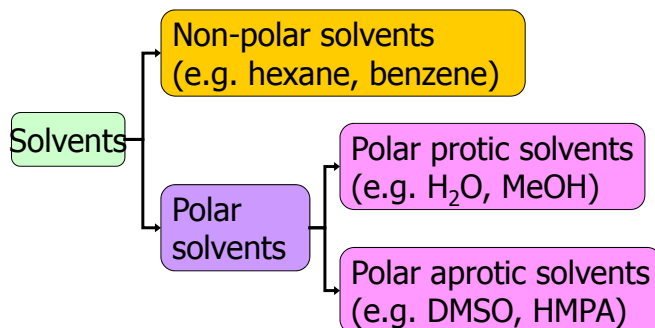 Non-polar solvents
(e.g. hexane, benzene)
Solvents
Polar protic solvents
(e.g. H₂O, MeOH)
Polar
solvents
Polar aprotic solvents
(e.g. DMSO, HMPA)